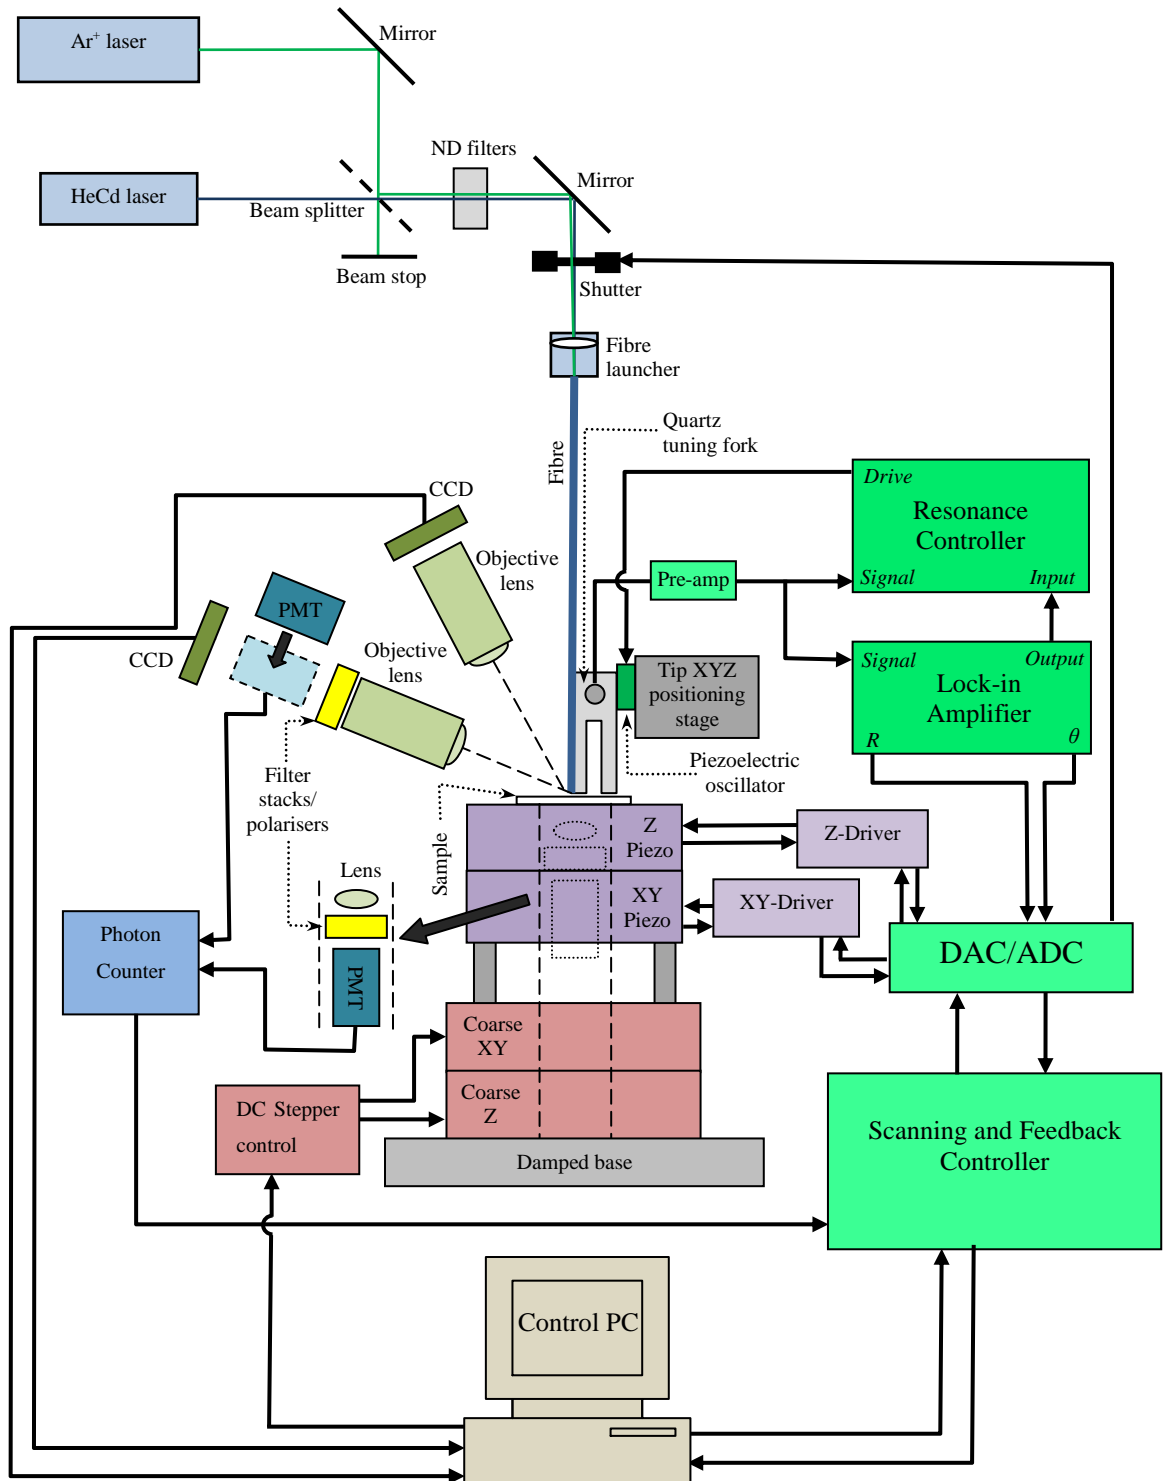 Ar⁺ laser
Mirror
ND filters
HeCd laser
Mirror
Beam splitter
Beam stop
Shutter
Fibre
launcher
Quartz
tuning fork
Fibre
Drive
Resonance
Controller
Signal
Input
CCD
Objective
lens
Pre-amp
PMT
CCD
Objective
lens
Tip XYZ
positioning
stage
Signal
Output
Lock-in
Amplifier
R
θ
Piezoelectric
oscillator
Filter
stacks/
polarisers
Sample
Z
Piezo
Z-Driver
Lens
XY
Piezo
XY-Driver
Photon
Counter
PMT
DAC/ADC
Coarse
XY
Coarse
Z
DC Stepper
control
Damped base
Scanning and Feedback
Controller
Control PC